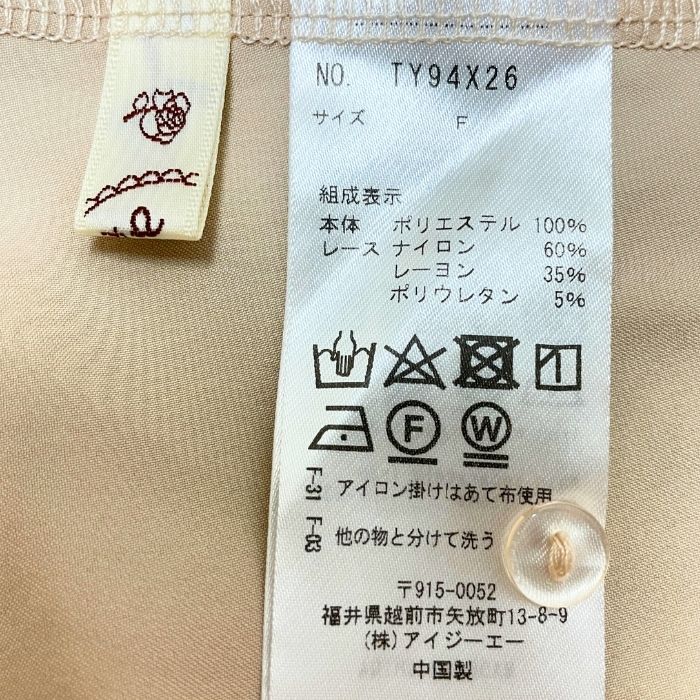 NO. TY94X26
サイズ F
組成表示
本体 ポリエステル 100%
レース ナイロン 60%
レーヨン 35%
ポリウレタン 5%
F
W
F-31 アイロン掛けはあて布使用
F-03 他の物と分けて洗う
〒915-0052
福井県越前市矢放町13-8-9
(株)アイジーエー
中国製